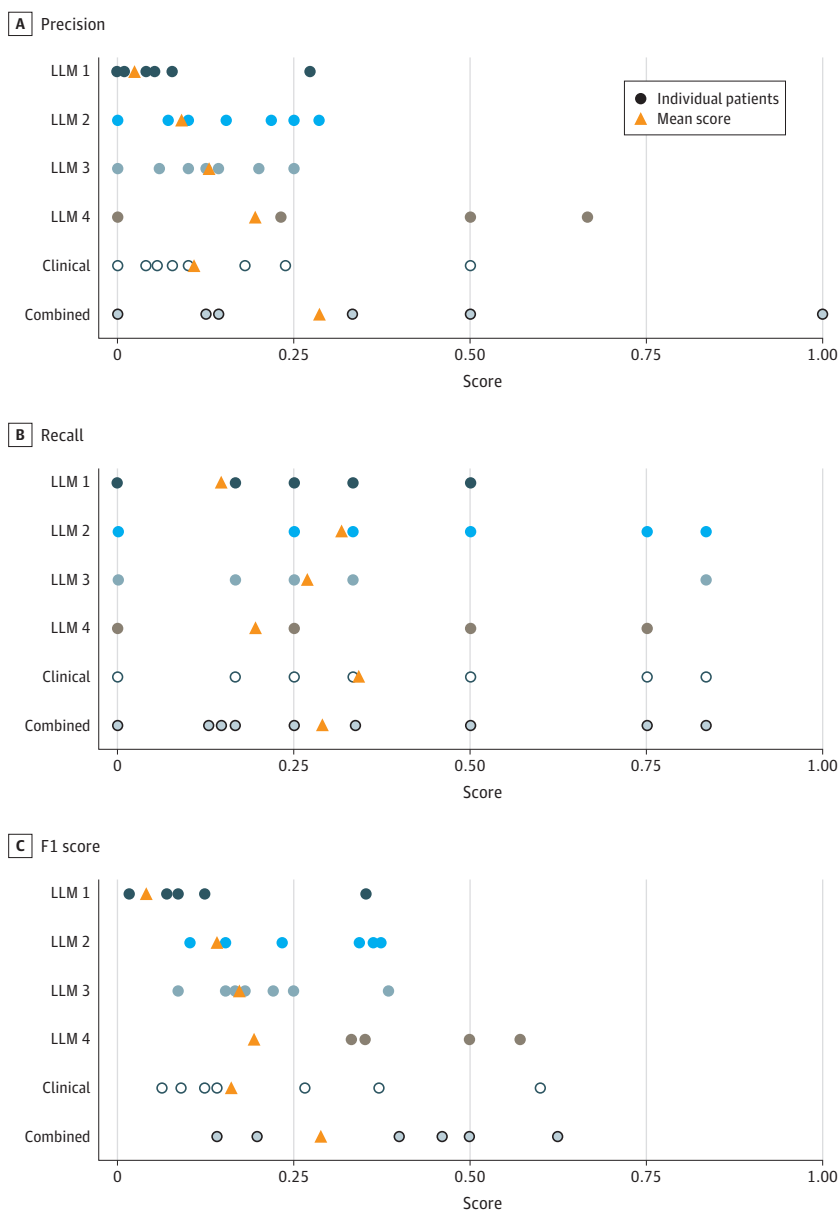 A Precision
LLM 1
LLM 2
LLM 3
LLM 4
Clinical
Combined
Individual patients
Mean score
0 0.25 0.50 0.75 1.00
Score
B Recall
LLM 1
LLM 2
LLM 3
LLM 4
Clinical
Combined
0 0.25 0.50 0.75 1.00
Score
C F1 score
LLM 1
LLM 2
LLM 3
LLM 4
Clinical
Combined
0 0.25 0.50 0.75 1.00
Score